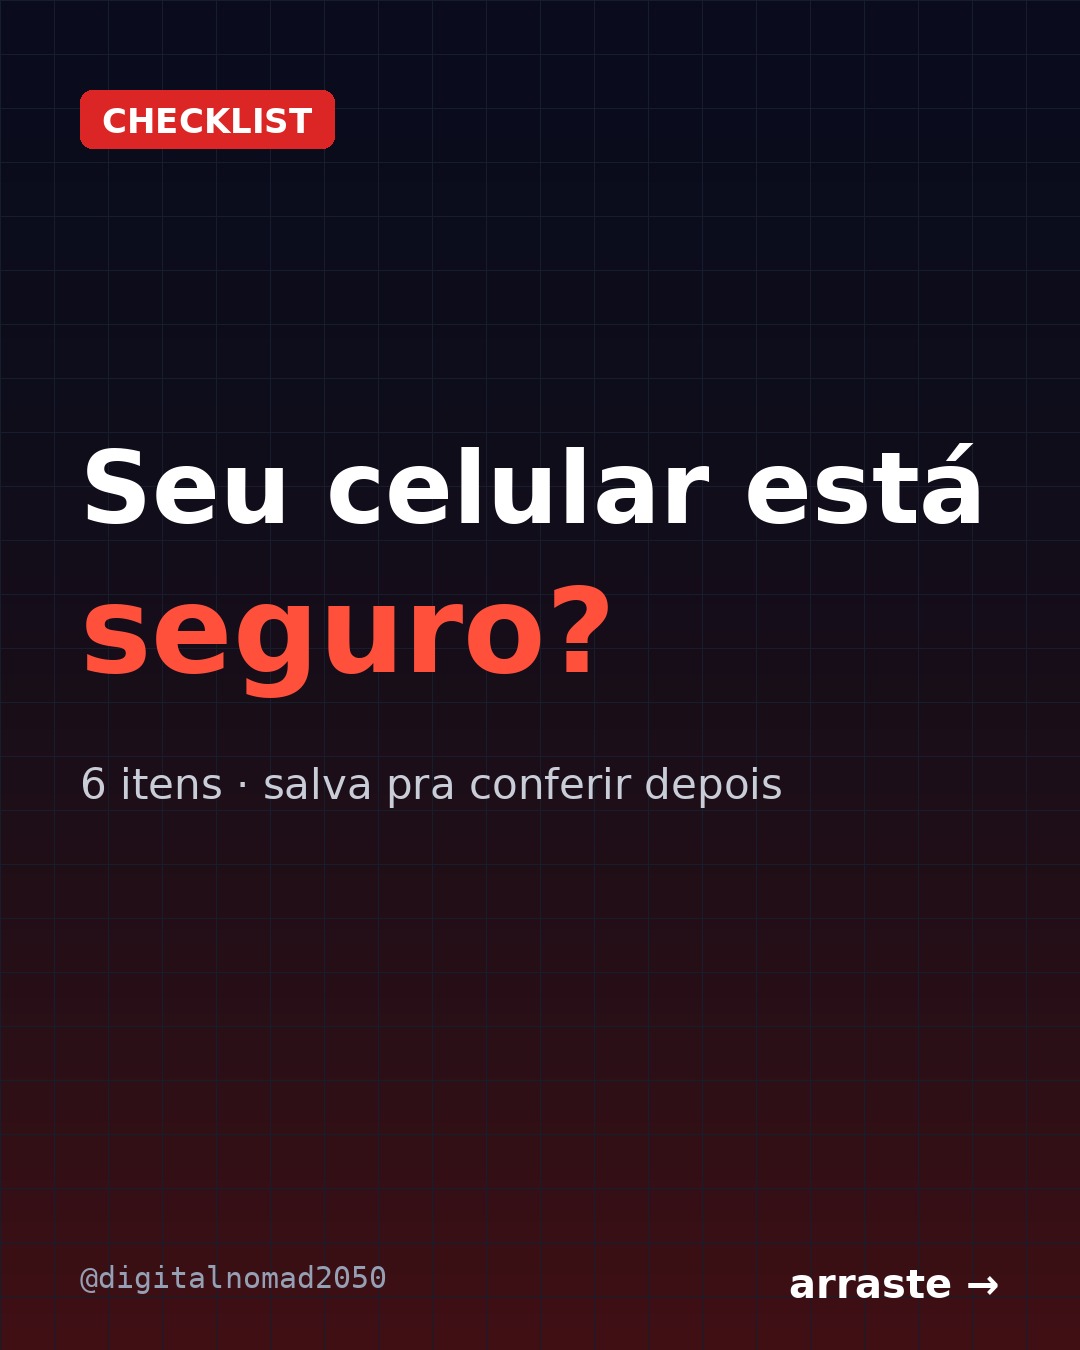 CHECKLIST
Seu celular está
seguro?
6 itens · salva pra conferir depois
@digitalnomad2050
arraste →